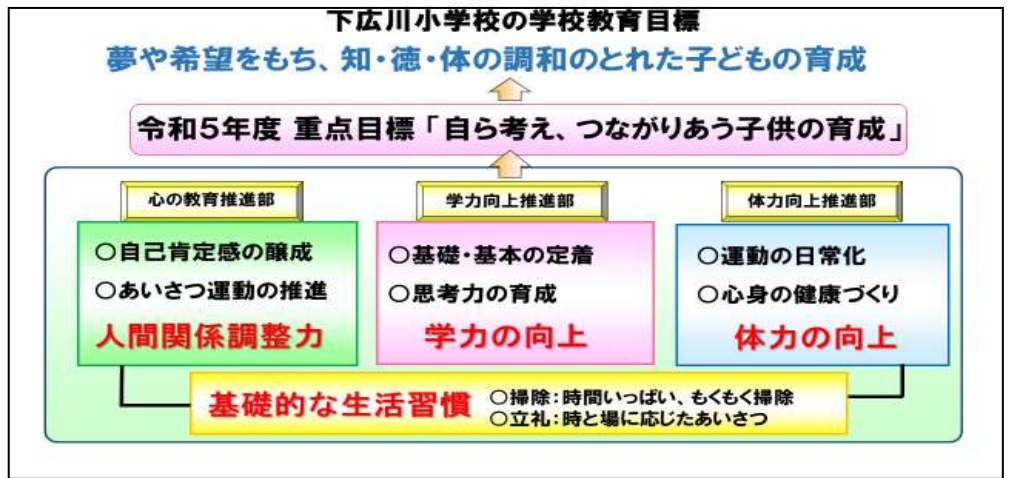 下広川小学校の学校教育目標
夢や希望をもち、知・徳・体の調和のとれた子どもの育成
令和5年度 重点目標「自ら考え、つながりあう子供の育成」
心の教育推進部
○自己肯定感の醸成
○あいさつ運動の推進
人間関係調整力
学力向上推進部
○基礎・基本の定着
○思考力の育成
学力の向上
体力向上推進部
○運動の日常化
○心身の健康づくり
体力の向上
基礎的な生活習慣
○掃除:時間いっぱい、もくもく掃除
○立礼:時と場に応じたあいさつ